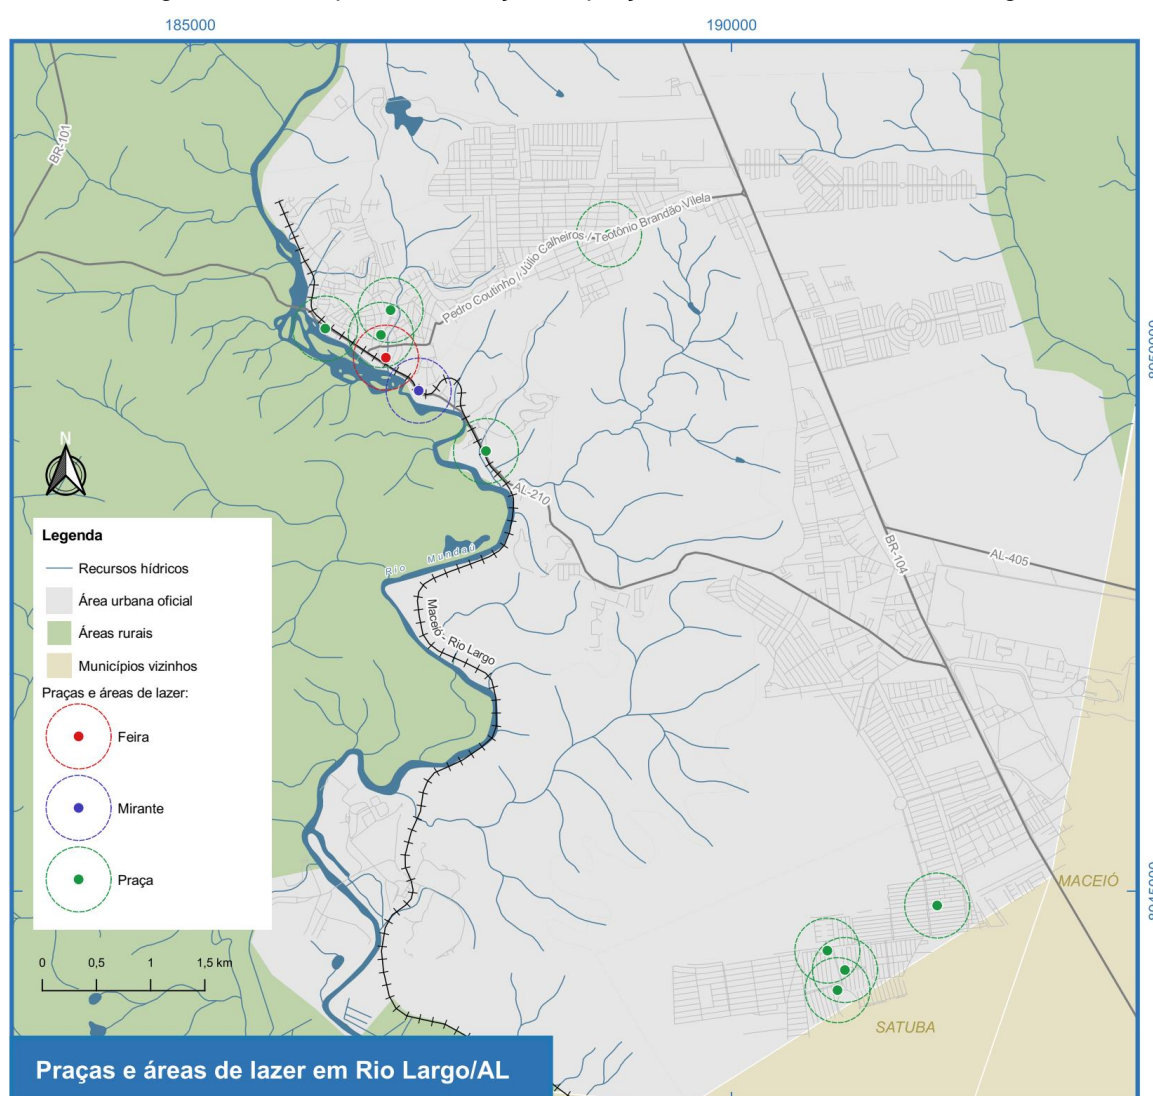 185000
190000
BR-101
Pedro Coutinho / Júlio Calheiros / Teotônio Brandão Vilela
8950000
N
AL-210
Legenda
Recursos hídricos
Área urbana oficial
Áreas rurais
Municípios vizinhos
Praças e áreas de lazer:
Feira
Mirante
Praça
Rio Mundaú
BR-104
AL-405
Maceió - Rio Largo
MACEIÓ
8945000
0 0,5 1 1,5 km
SATUBA
Praças e áreas de lazer em Rio Largo/AL